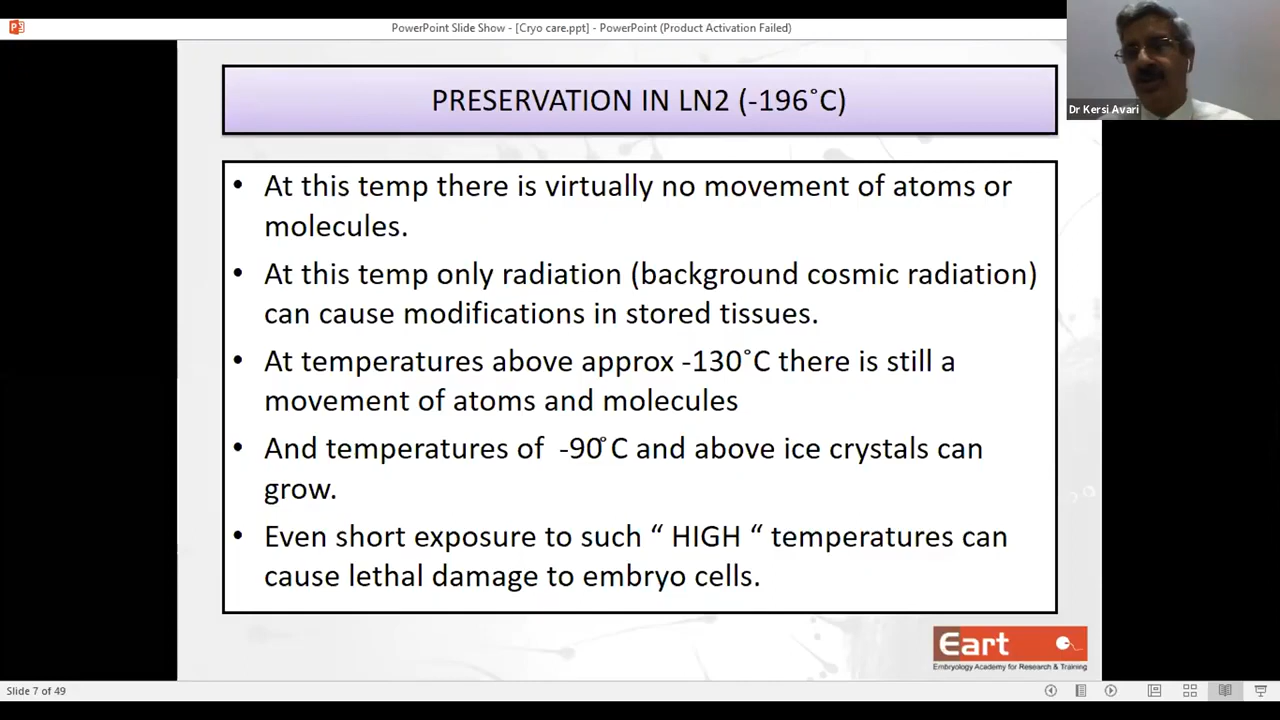 PowerPoint Slide Show - [Cryo care.ppt] - PowerPoint (Product Activation Failed)
Dr Kersi Avari
PRESERVATION IN LN2 (-196˚C)
• At this temp there is virtually no movement of atoms or
molecules.
• At this temp only radiation (background cosmic radiation)
can cause modifications in stored tissues.
• At temperatures above approx -130˚C there is still a
movement of atoms and molecules
• And temperatures of -90˚C and above ice crystals can
grow.
• Even short exposure to such “ HIGH “ temperatures can
cause lethal damage to embryo cells.
Eart
Embryology Academy for Research & Training
Slide 7 of 49